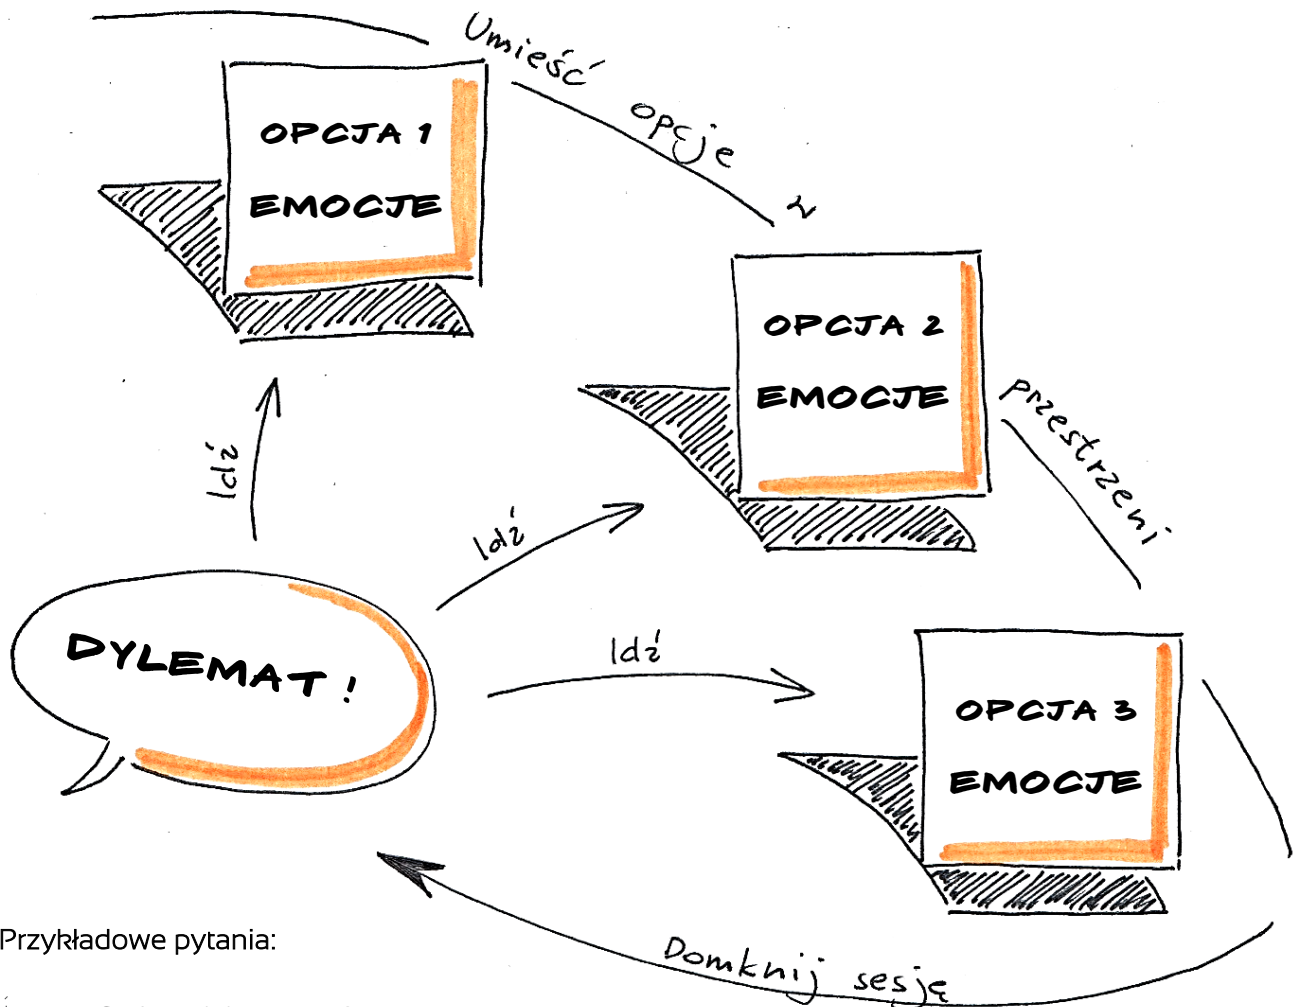 Umieść opcje w przestrzeni
OPCJA 1
EMOCJE
OPCJA 2
EMOCJE
Idź
Idź
Idź
DYLEMAT!
OPCJA 3
EMOCJE
Domknij sesję
Przykładowe pytania: